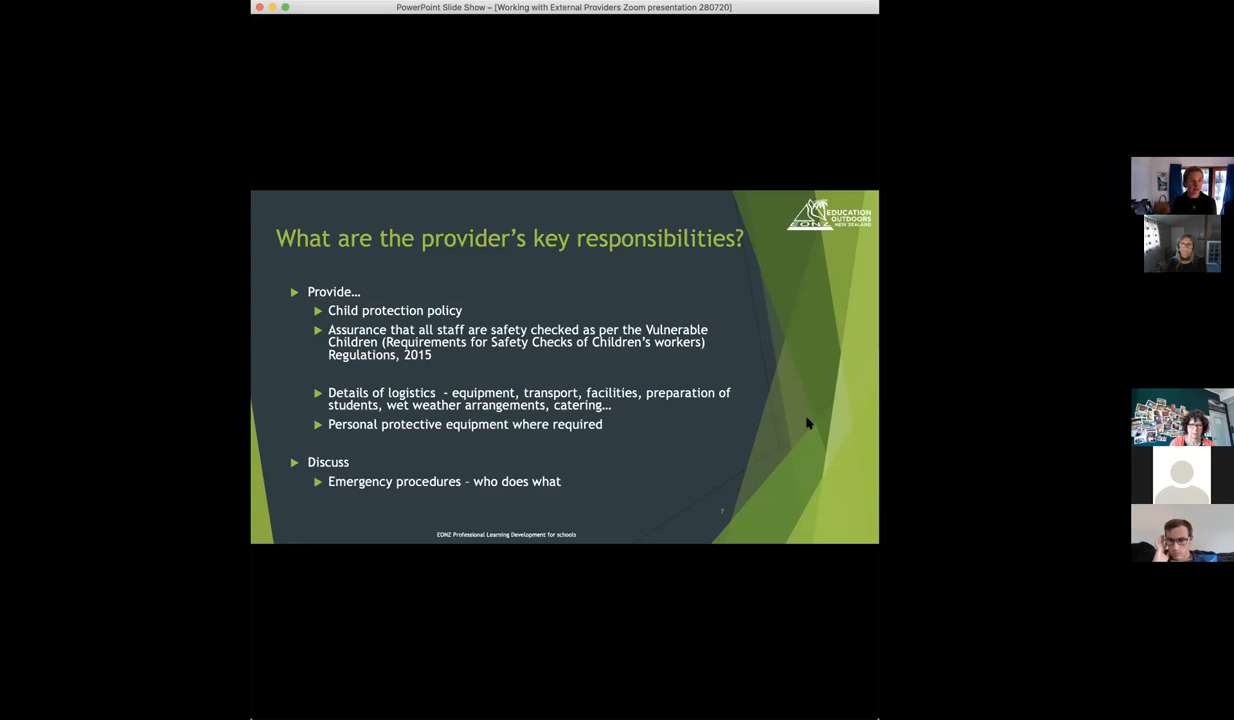 PowerPoint Slide Show – [Working with External Providers Zoom presentation 280720]
EONZ
EDUCATION
OUTDOORS
NEW ZEALAND
What are the provider's key responsibilities?
Provide…
Child protection policy
Assurance that all staff are safety checked as per the Vulnerable
Children (Requirements for Safety Checks of Children's workers)
Regulations, 2015
Details of logistics - equipment, transport, facilities, preparation of
students, wet weather arrangements, catering…
Personal protective equipment where required
Discuss
Emergency procedures – who does what
7
EONZ Professional Learning Development for schools